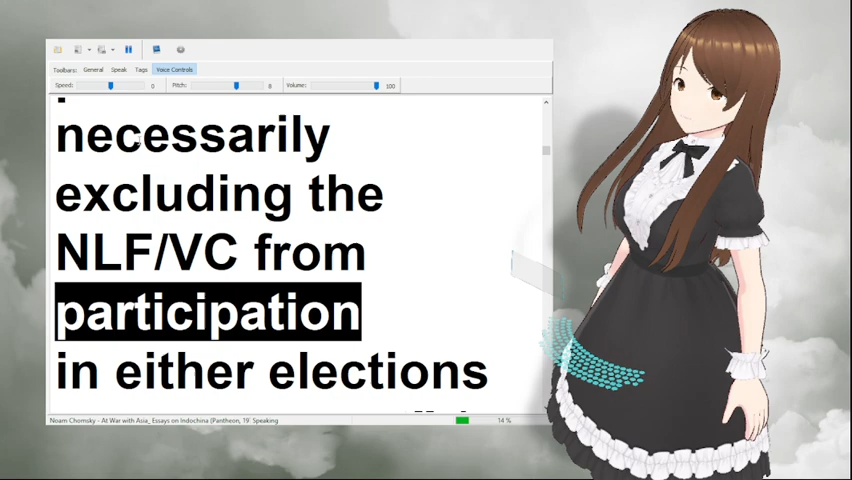 Toolbars: General Speak Tags Voice Controls
Speed: 0 Pitch: 8 Volume: 100
necessarily
excluding the
NLF/VC from
participation
in either elections
Noam Chomsky - At War with Asia_ Essays on Indochina (Pantheon, 19 Speaking 14 %